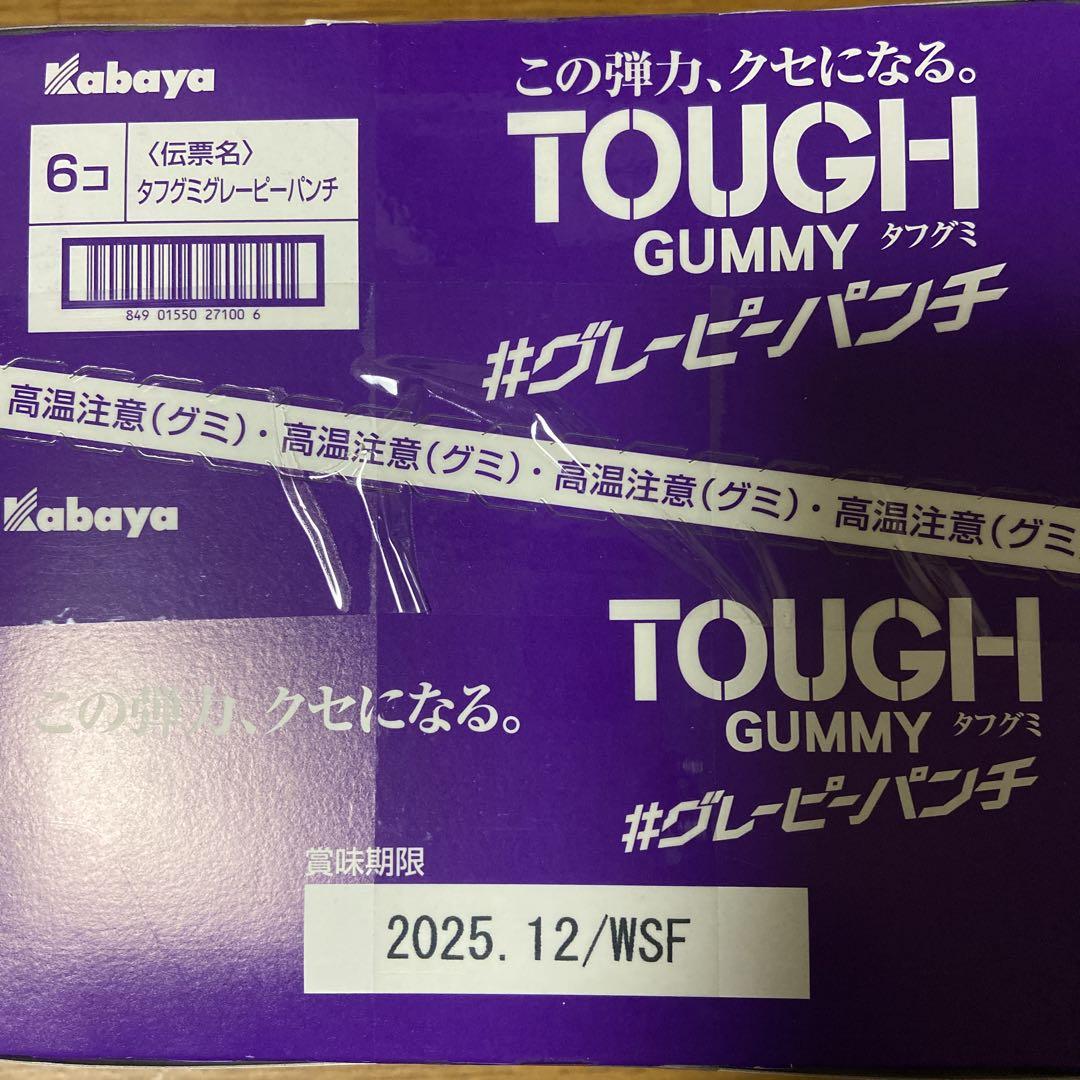 Kabaya
この弾力、クセになる。
6コ
〈伝票名〉
タフグミグレーピーパンチ
849 01550 27100 6
TOUGH
GUMMY タフグミ
#グレーピーパンチ
高温注意(グミ)・高温注意(グミ)・高温注意(グミ)・高温注意(グミ
Kabaya
TOUGH
GUMMY タフグミ
この弾力、クセになる。
#グレーピーパンチ
賞味期限
2025.12/WSF